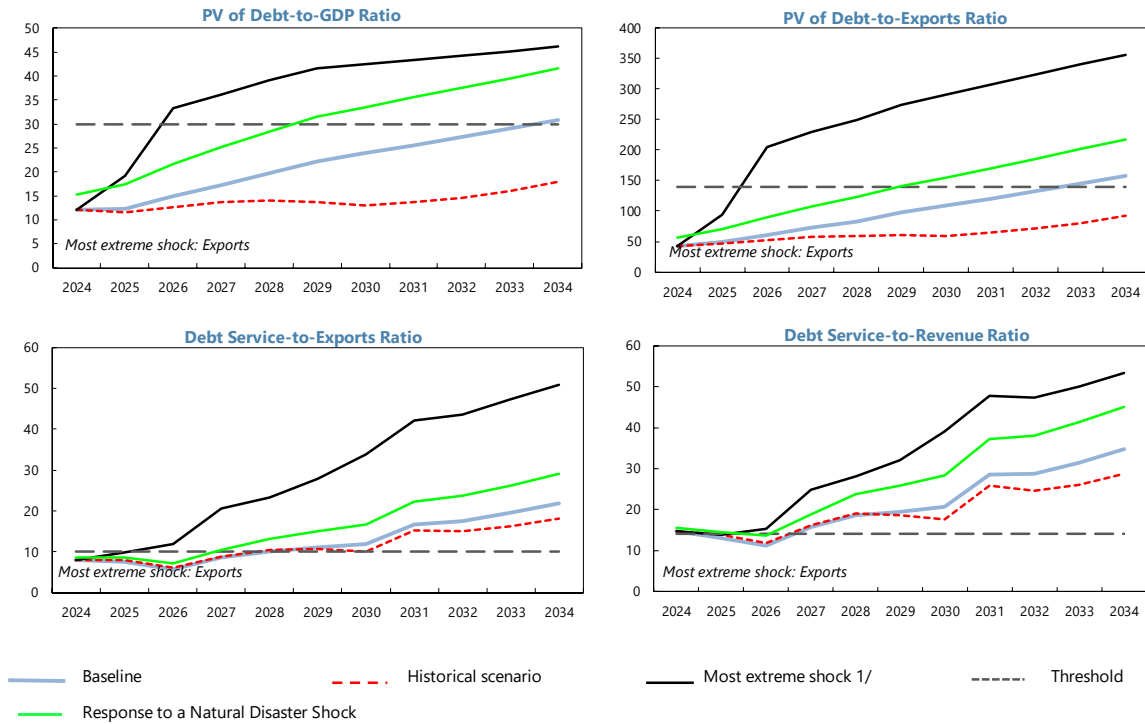 PV of Debt-to-GDP Ratio
50
45
40
35
30
25
20
15
10
5
0
Most extreme shock: Exports
2024 2025 2026 2027 2028 2029 2030 2031 2032 2033 2034
PV of Debt-to-Exports Ratio
400
350
300
250
200
150
100
50
0
Most extreme shock: Exports
2024 2025 2026 2027 2028 2029 2030 2031 2032 2033 2034
Debt Service-to-Exports Ratio
60
50
40
30
20
10
0
Most extreme shock: Exports
2024 2025 2026 2027 2028 2029 2030 2031 2032 2033 2034
Debt Service-to-Revenue Ratio
60
50
40
30
20
10
0
Most extreme shock: Exports
2024 2025 2026 2027 2028 2029 2030 2031 2032 2033 2034
Baseline
Historical scenario
Most extreme shock 1/
Threshold
Response to a Natural Disaster Shock